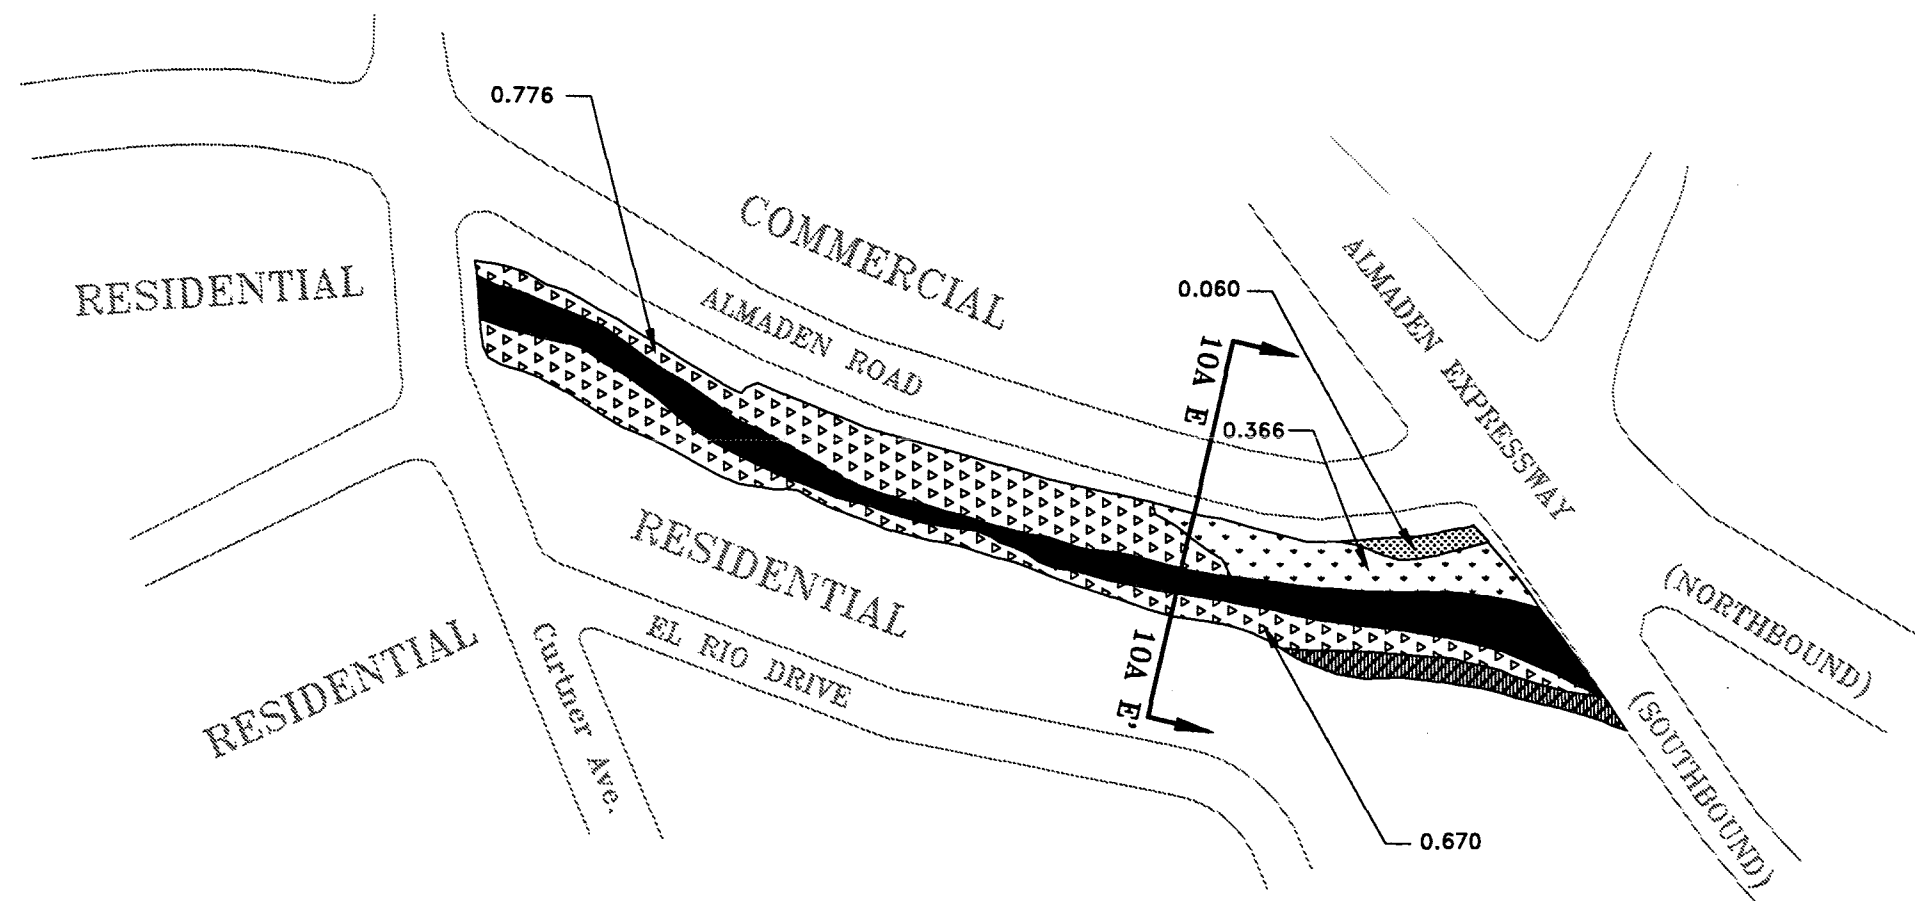 0.776
COMMERCIAL
RESIDENTIAL
ALMADEN ROAD
0.060
ALMADEN EXPRESSWAY
10A E
0.366
RESIDENTIAL
(NORTHBOUND)
RESIDENTIAL
Curtner Ave.
EL RIO DRIVE
10A E'
(SOUTHBOUND)
0.670